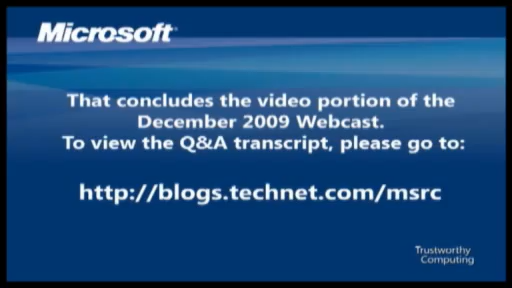 Microsoft
That concludes the video portion of the
December 2009 Webcast.
To view the Q&A transcript, please go to:
http://blogs.technet.com/msrc
Trustworthy
Computing